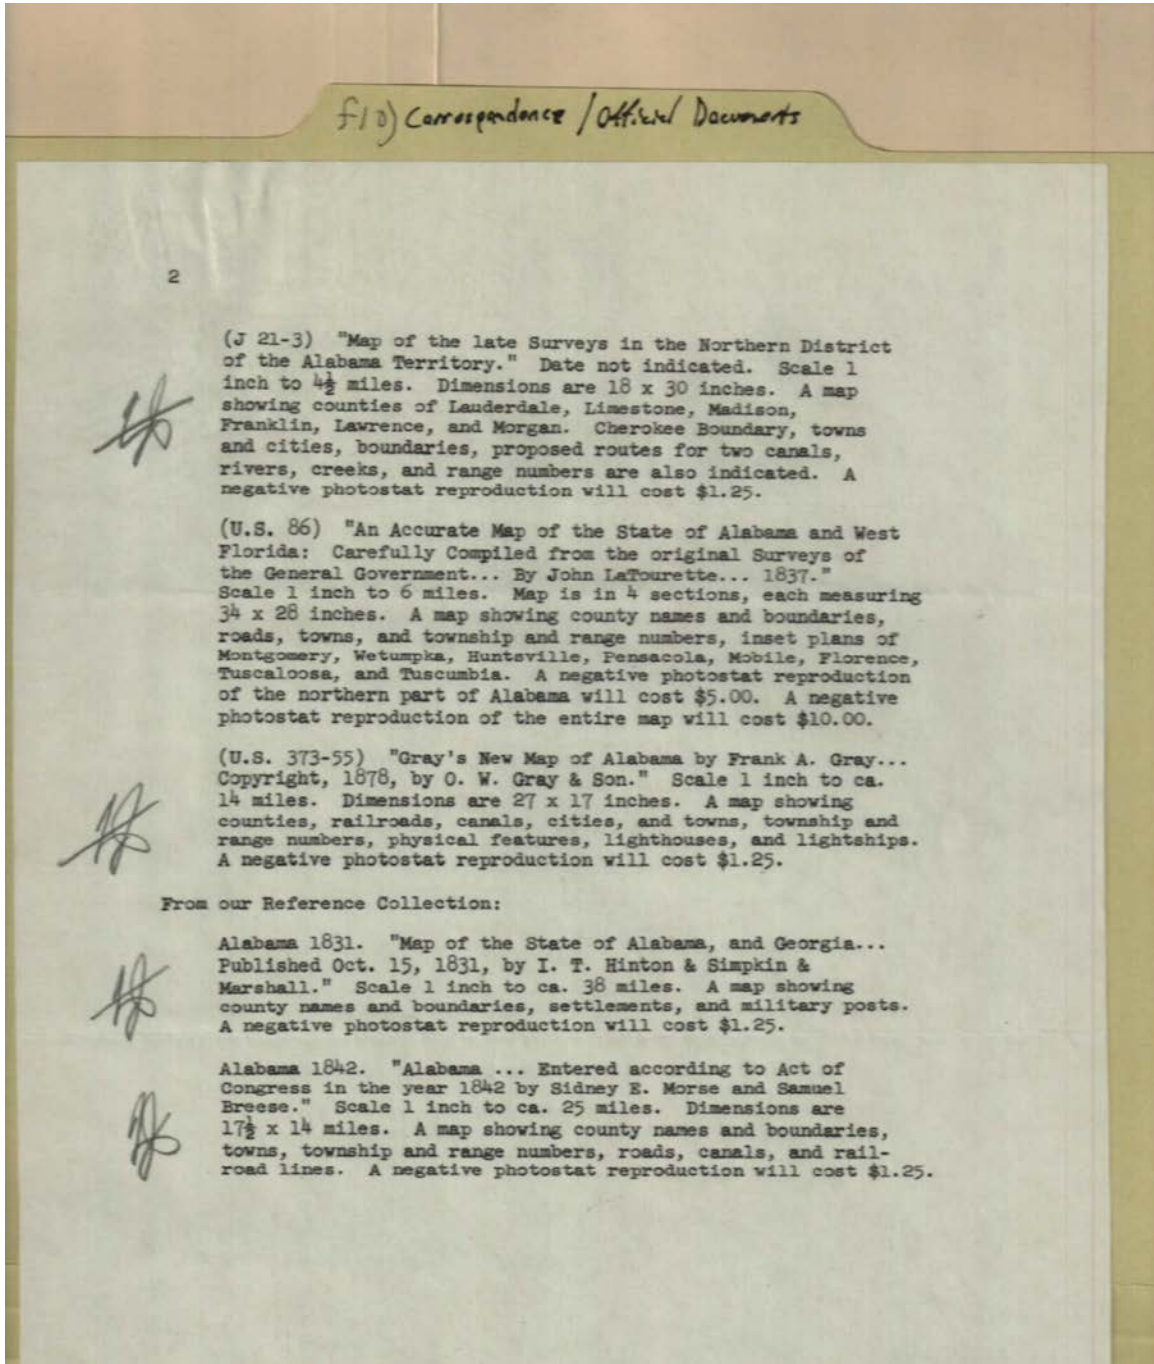 f10) Correspondence / Official Documents
2
(J 21-3) "Map of the late Surveys in the Northern District
of the Alabama Territory." Date not indicated. Scale 1
inch to 4½ miles. Dimensions are 18 x 30 inches. A map
showing counties of Lauderdale, Limestone, Madison,
Franklin, Lawrence, and Morgan. Cherokee Boundary, towns
and cities, boundaries, proposed routes for two canals,
rivers, creeks, and range numbers are also indicated. A
negative photostat reproduction will cost $1.25.
(U.S. 86) "An Accurate Map of the State of Alabama and West
Florida: Carefully Compiled from the original Surveys of
the General Government... By John LaTourette... 1837."
Scale 1 inch to 6 miles. Map is in 4 sections, each measuring
34 x 28 inches. A map showing county names and boundaries,
roads, towns, and township and range numbers, inset plans of
Montgomery, Wetumpka, Huntsville, Pensacola, Mobile, Florence,
Tuscaloosa, and Tuscumbia. A negative photostat reproduction
of the northern part of Alabama will cost $5.00. A negative
photostat reproduction of the entire map will cost $10.00.
(U.S. 373-55) "Gray's New Map of Alabama by Frank A. Gray...
Copyright, 1878, by O. W. Gray & Son." Scale 1 inch to ca.
14 miles. Dimensions are 27 x 17 inches. A map showing
counties, railroads, canals, cities, and towns, township and
range numbers, physical features, lighthouses, and lightships.
A negative photostat reproduction will cost $1.25.
From our Reference Collection:
Alabama 1831. "Map of the State of Alabama, and Georgia...
Published Oct. 15, 1831, by I. T. Hinton & Simpkin &
Marshall." Scale 1 inch to ca. 38 miles. A map showing
county names and boundaries, settlements, and military posts.
A negative photostat reproduction will cost $1.25.
Alabama 1842. "Alabama ... Entered according to Act of
Congress in the year 1842 by Sidney E. Morse and Samuel
Breese." Scale 1 inch to ca. 25 miles. Dimensions are
17½ x 14 miles. A map showing county names and boundaries,
towns, township and range numbers, roads, canals, and rail-
road lines. A negative photostat reproduction will cost $1.25.